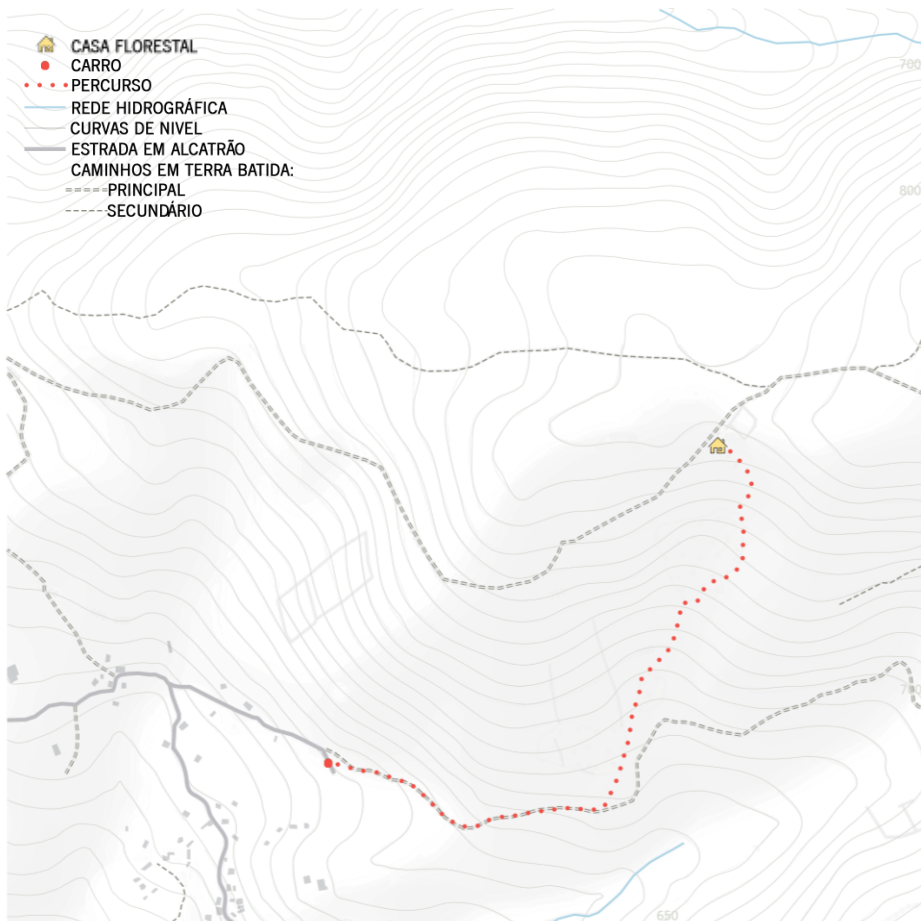 CASA FLORESTAL
CARRO
PERCURSO
REDE HIDROGRÁFICA
CURVAS DE NIVEL
ESTRADA EM ALCATRÃO
CAMINHOS EM TERRA BATIDA:
PRINCIPAL
SECUNDÁRIO
700
800
700
650